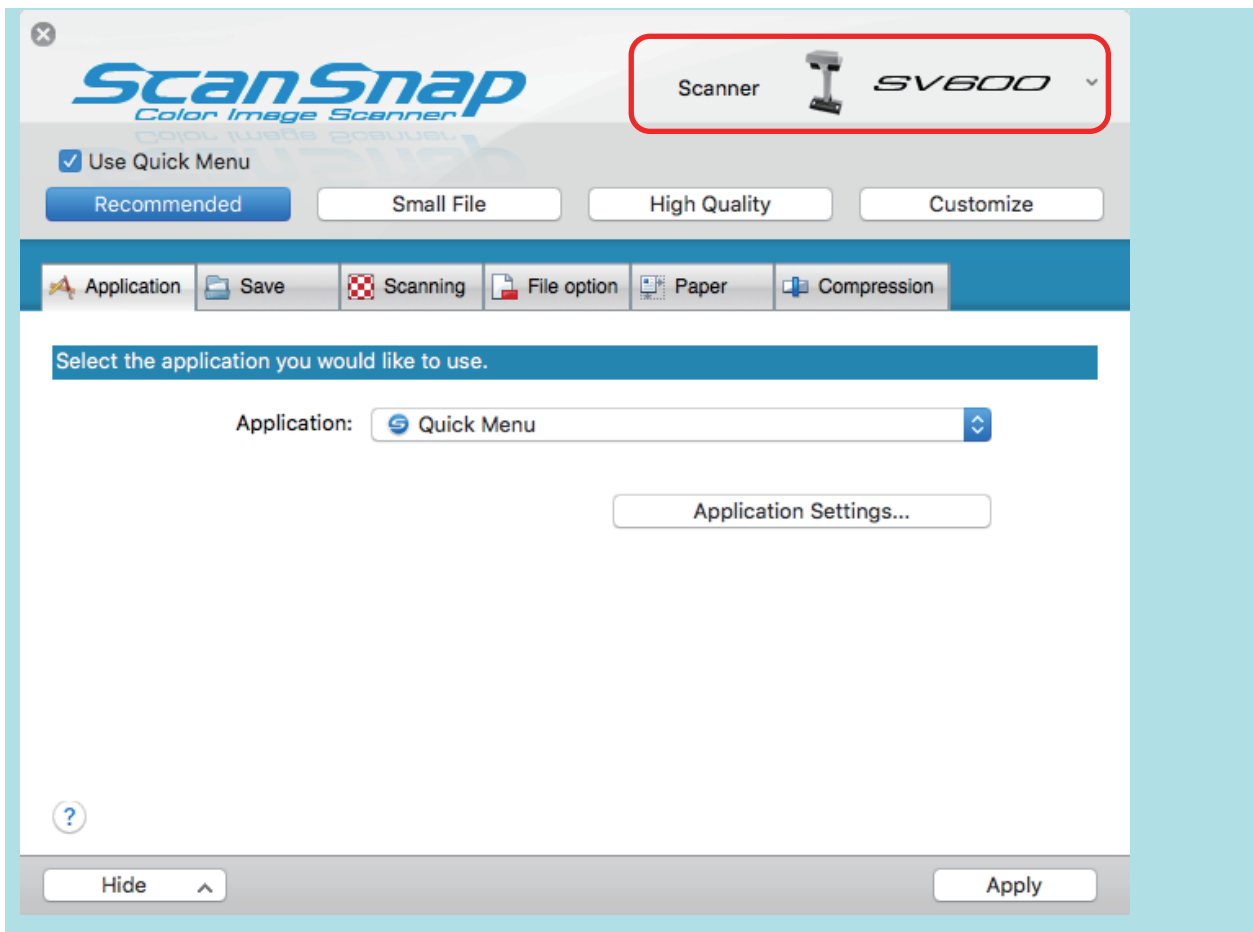 ScanSnap
Color Image Scanner
Scanner SV600
Use Quick Menu
Recommended Small File High Quality Customize
Application Save Scanning File option Paper Compression
Select the application you would like to use.
Application: Quick Menu
Application Settings...
?
Hide Apply